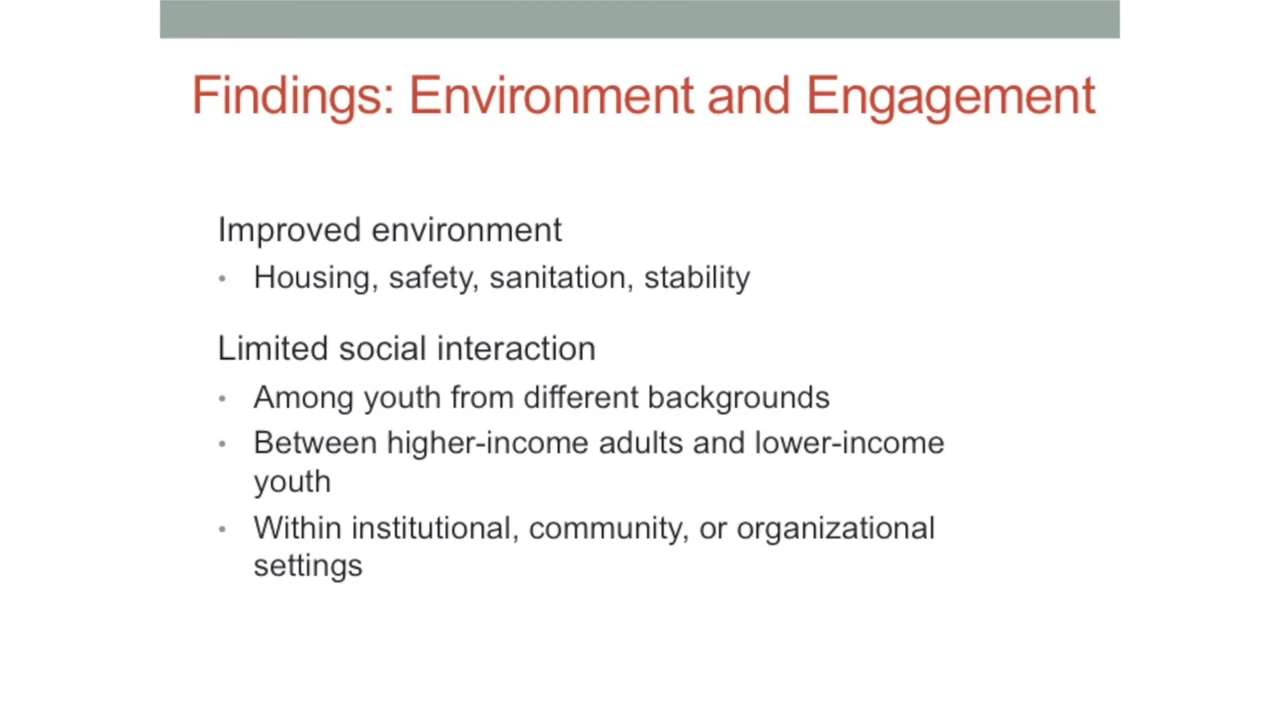 Findings: Environment and Engagement
Improved environment
• Housing, safety, sanitation, stability
Limited social interaction
• Among youth from different backgrounds
• Between higher-income adults and lower-income
youth
• Within institutional, community, or organizational
settings